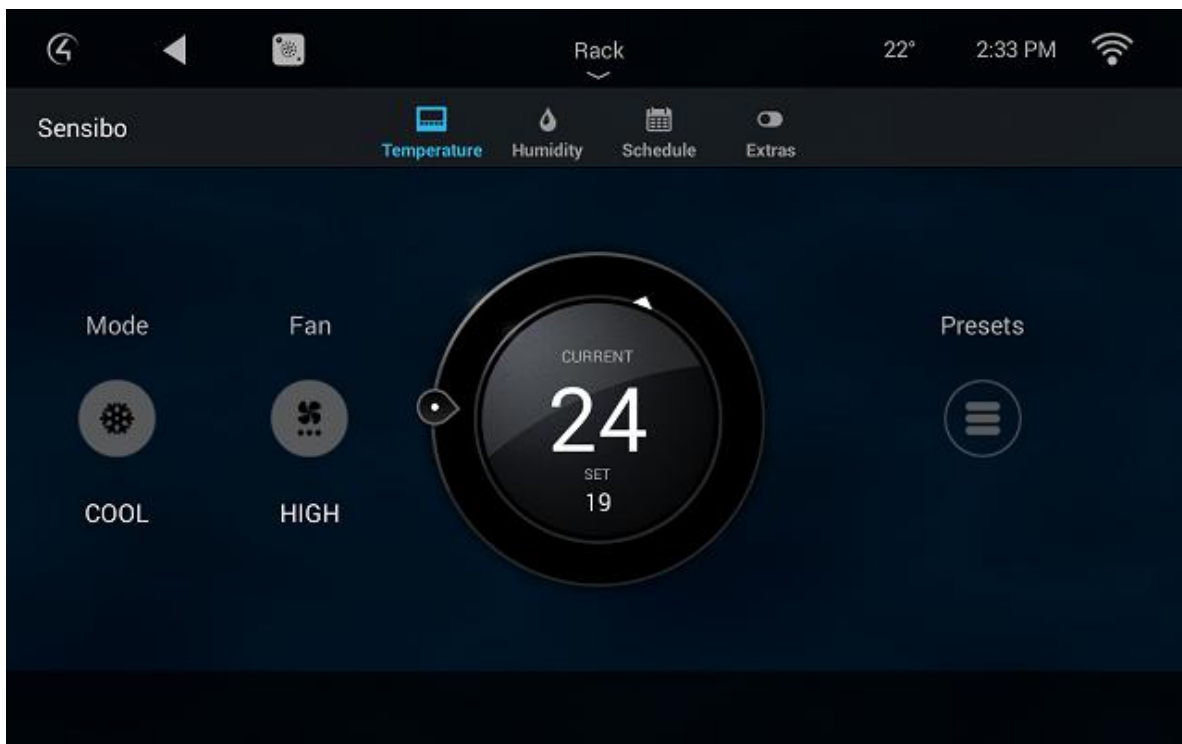 Rack
22°
2:33 PM
Sensibo
Temperature
Humidity
Schedule
Extras
Mode
Fan
CURRENT
24
SET
19
Presets
COOL
HIGH